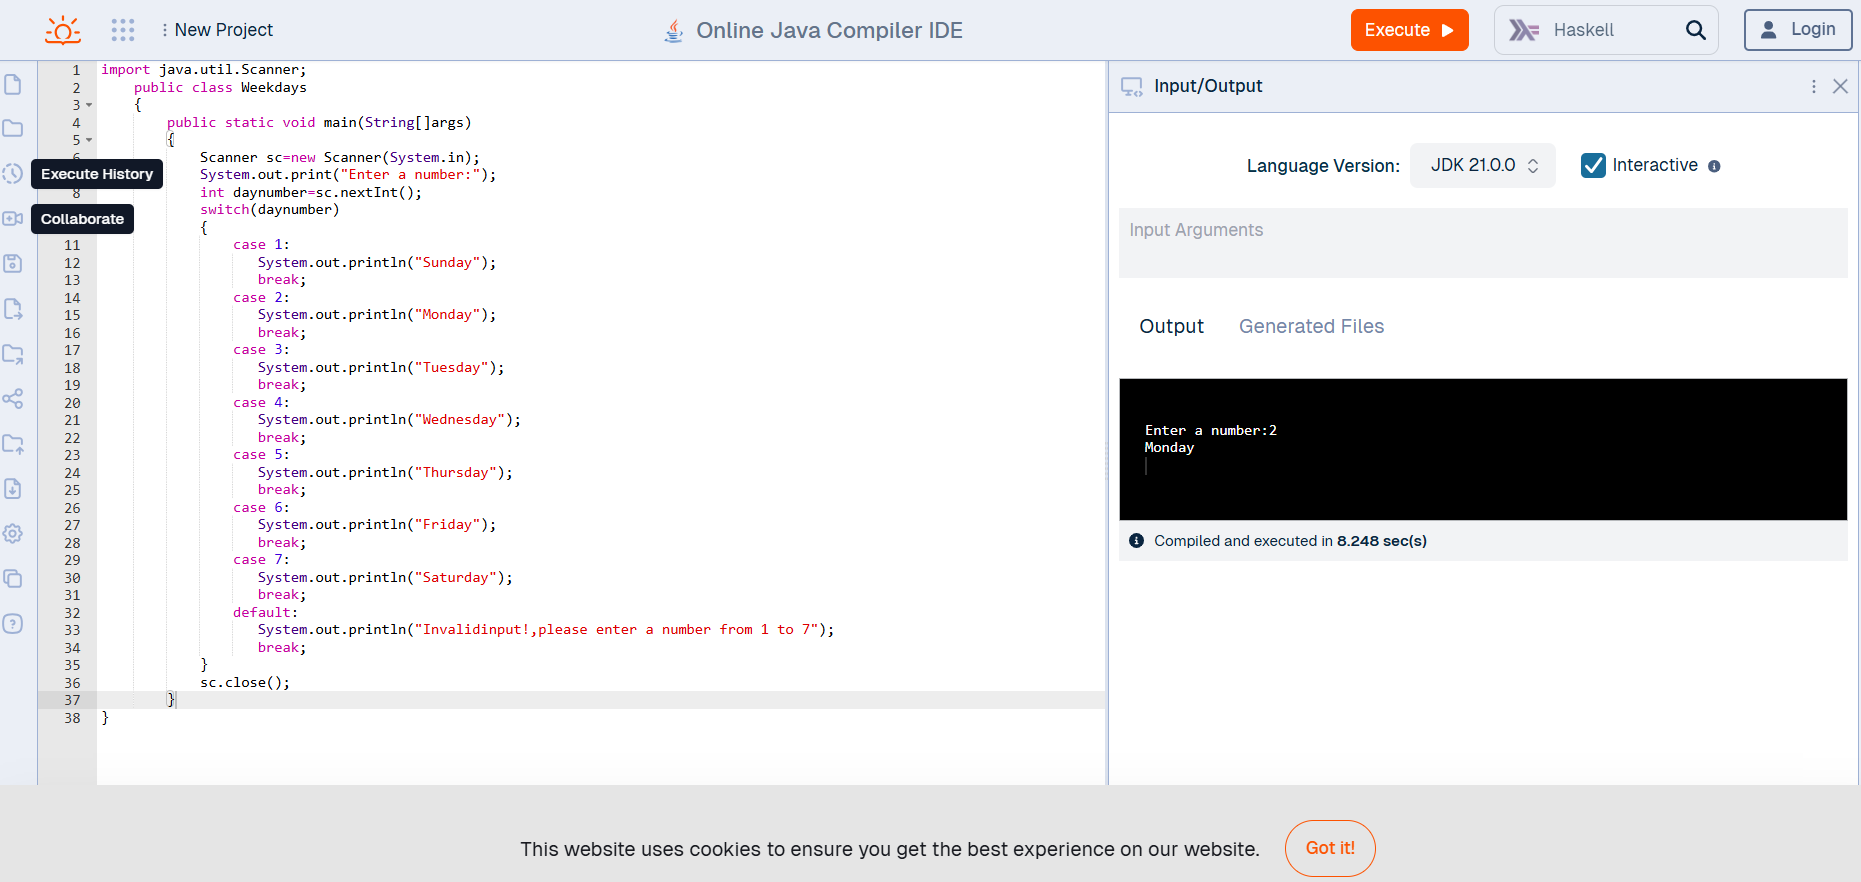 New Project
Online Java Compiler IDE
Execute
Haskell
Login
1 import java.util.Scanner;
2 public class Weekdays
3 {
4 public static void main(String[]args)
5 {
6 Scanner sc=new Scanner(System.in);
System.out.print("Enter a number:");
8 int daynumber=sc.nextInt();
switch(daynumber)
{
11 case 1:
12 System.out.println("Sunday");
13 break;
14 case 2:
15 System.out.println("Monday");
16 break;
17 case 3:
18 System.out.println("Tuesday");
19 break;
20 case 4:
21 System.out.println("Wednesday");
22 break;
23 case 5:
24 System.out.println("Thursday");
25 break;
26 case 6:
27 System.out.println("Friday");
28 break;
29 case 7:
30 System.out.println("Saturday");
31 break;
32 default:
33 System.out.println("Invalidinput!,please enter a number from 1 to 7");
34 break;
35 }
36 sc.close();
37 }
38 }
Execute History
Collaborate
Input/Output
Language Version: JDK 21.0.0 Interactive
Input Arguments
Output Generated Files
Enter a number:2
Monday
Compiled and executed in 8.248 sec(s)
This website uses cookies to ensure you get the best experience on our website. Got it!